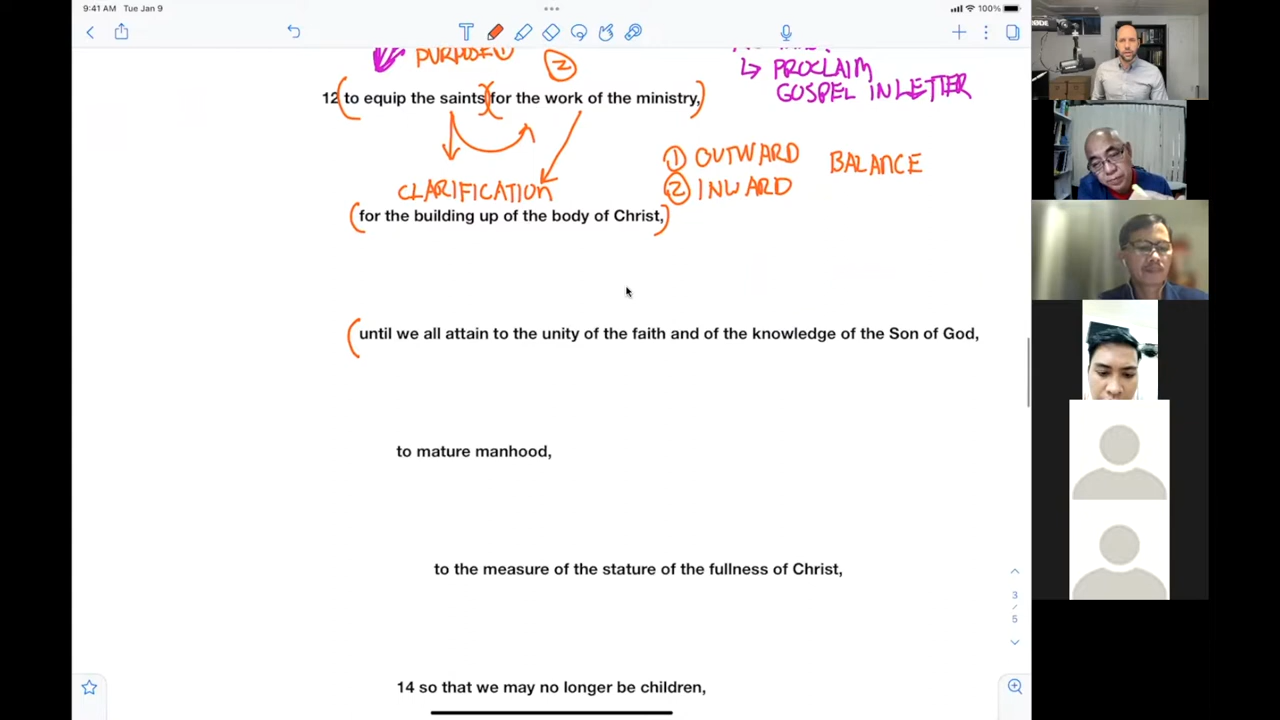 9:41 AM Tue Jan 9
100%
PURPOSE ①
②
↳ PROCLAIM
GOSPEL IN LETTER
12 (to equip the saints)(for the work of the ministry,)
① OUTWARD BALANCE
② INWARD
CLARIFICATION
(for the building up of the body of Christ,)
(until we all attain to the unity of the faith and of the knowledge of the Son of God,
to mature manhood,
to the measure of the stature of the fullness of Christ,
3
/
5
14 so that we may no longer be children,